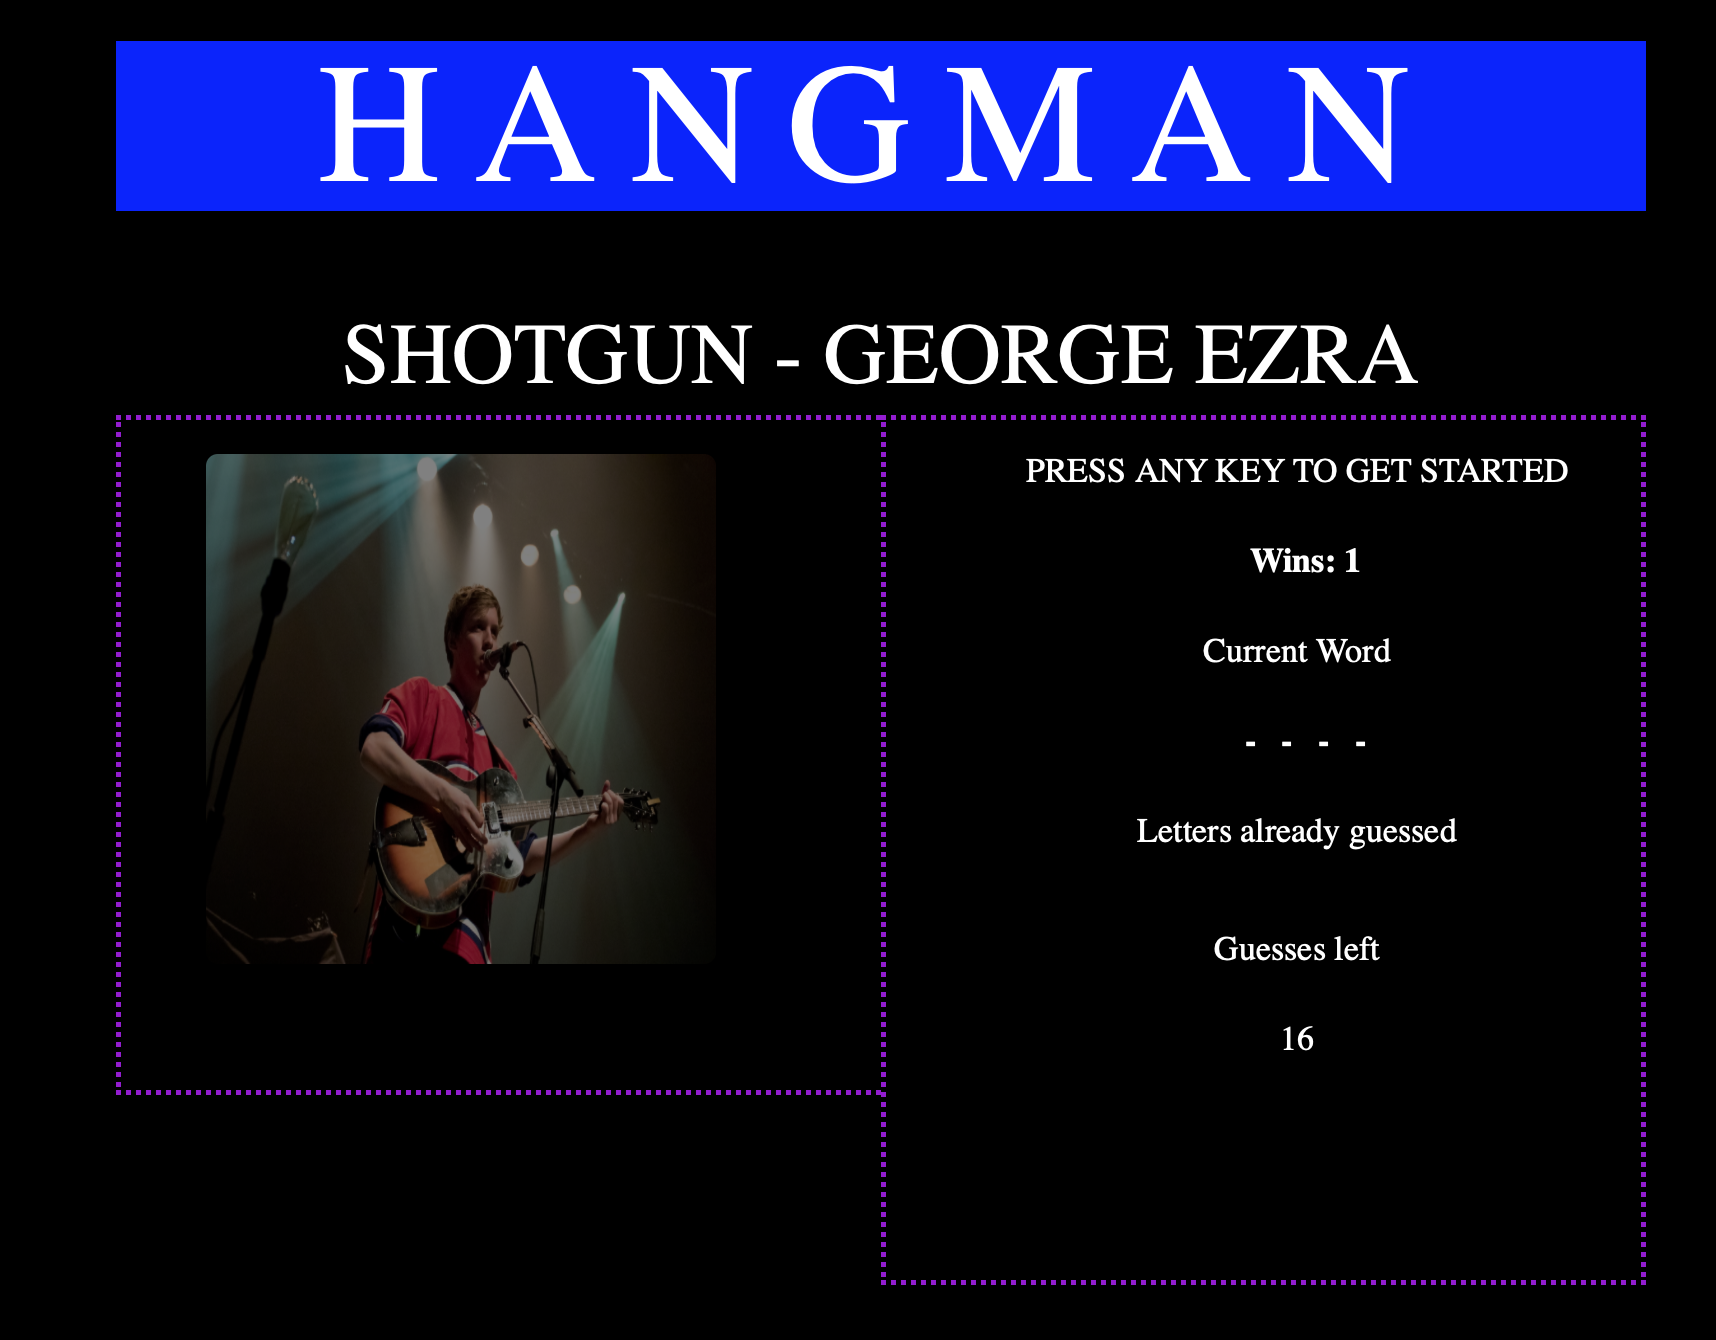 HANGMAN
SHOTGUN - GEORGE EZRA
PRESS ANY KEY TO GET STARTED
Wins: 1
Current Word
- - - -
Letters already guessed
Guesses left
16